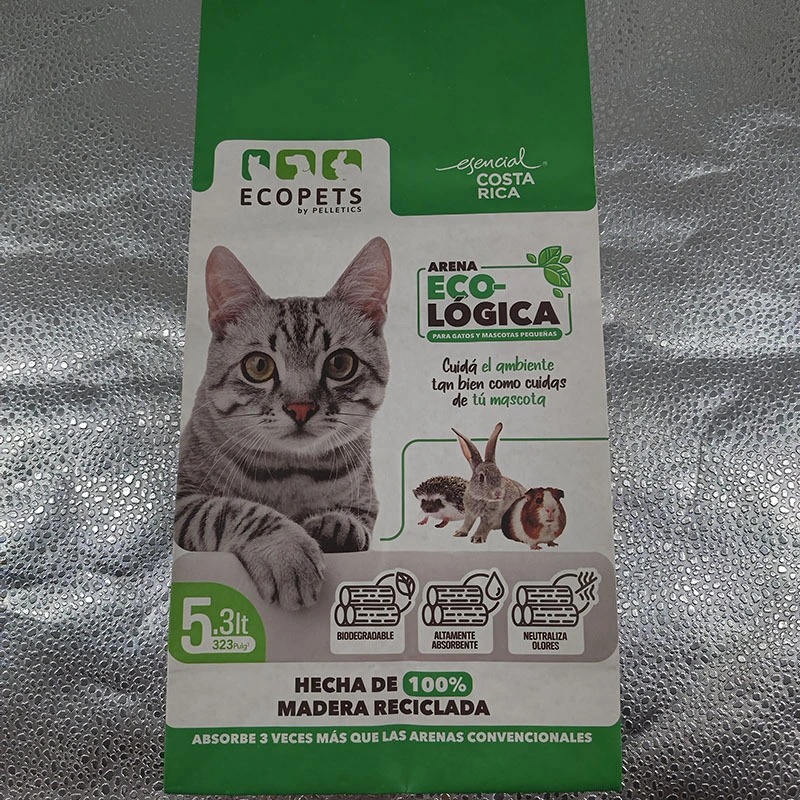 ECOPETS
by PELLETICS
esencial
COSTA
RICA
ARENA
ECO-
LÓGICA
PARA GATOS Y MASCOTAS PEQUEÑAS
Cuidá el ambiente
tan bien como cuidas
de tú mascota
5.3lt
323Pulg³
BIODEGRADABLE
ALTAMENTE
ABSORBENTE
NEUTRALIZA
OLORES
HECHA DE 100%
MADERA RECICLADA
ABSORBE 3 VECES MÁS QUE LAS ARENAS CONVENCIONALES